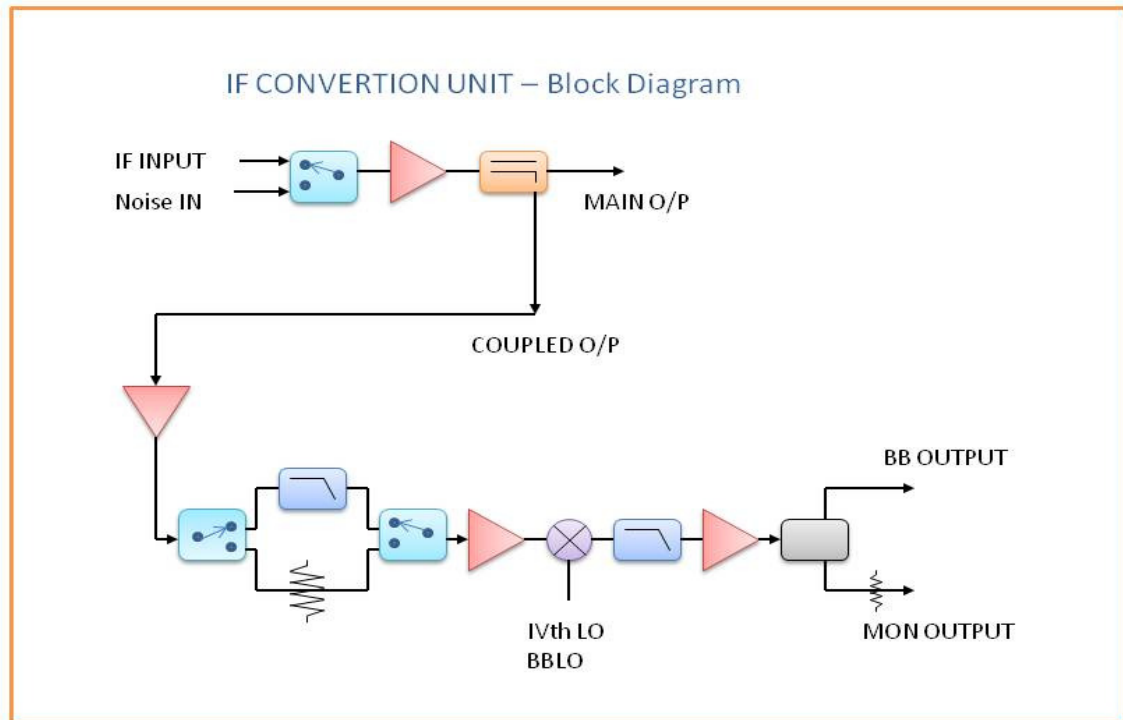 IF CONVERTION UNIT – Block Diagram
IF INPUT
Noise IN
MAIN O/P
COUPLED O/P
BB OUTPUT
IVth LO
BBLO
MON OUTPUT